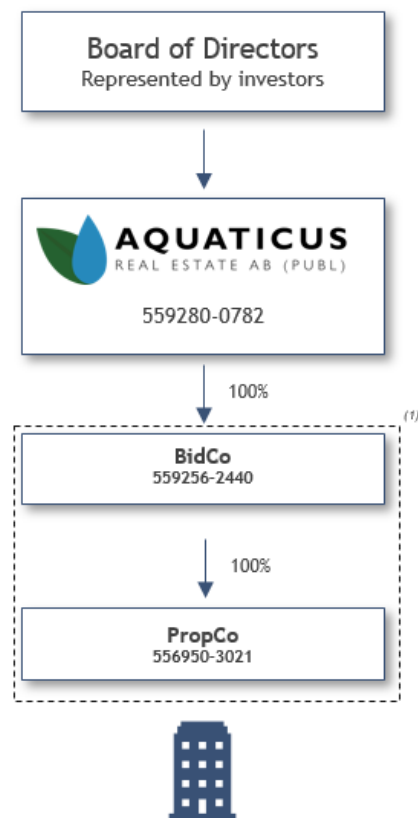 Board of Directors
Represented by investors
AQUATICUS
REAL ESTATE AB (PUBL)
559280-0782
100%
(1)
BidCo
559256-2440
100%
PropCo
556950-3021